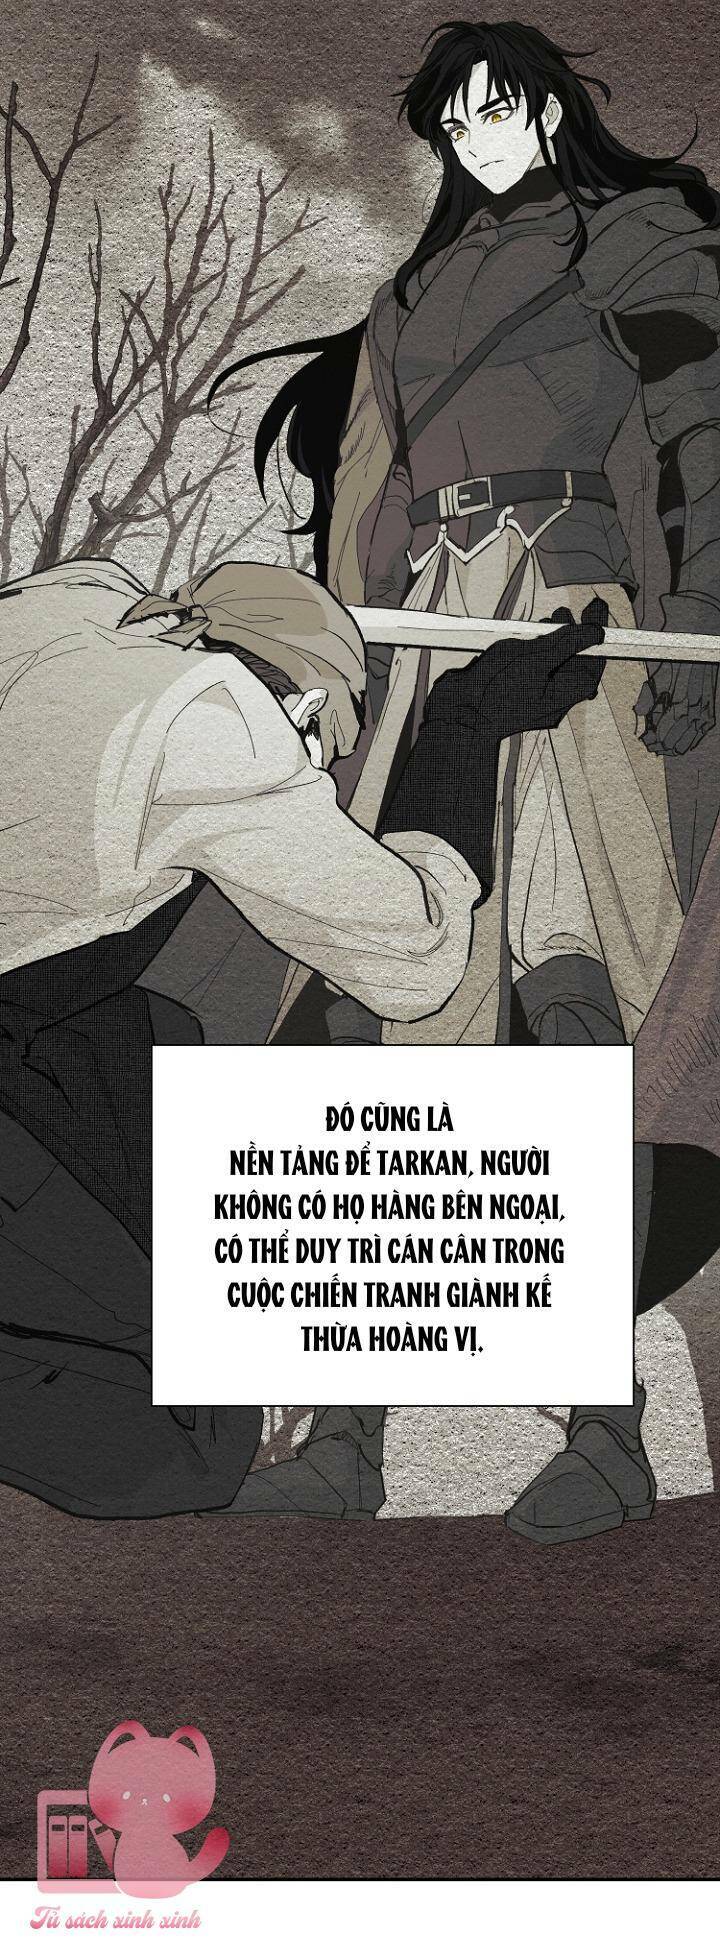 ĐÓ CŨNG LÀ
NỀN TẢNG ĐỂ TARKAN, NGƯỜI
KHÔNG CÓ HỌ HÀNG BÊN NGOẠI,
CÓ THỂ DUY TRÌ CÁN CÂN TRONG
CUỘC CHIẾN TRANH GIÀNH KẾ
THỪA HOÀNG VỊ.
Tủ sách xinh xinh